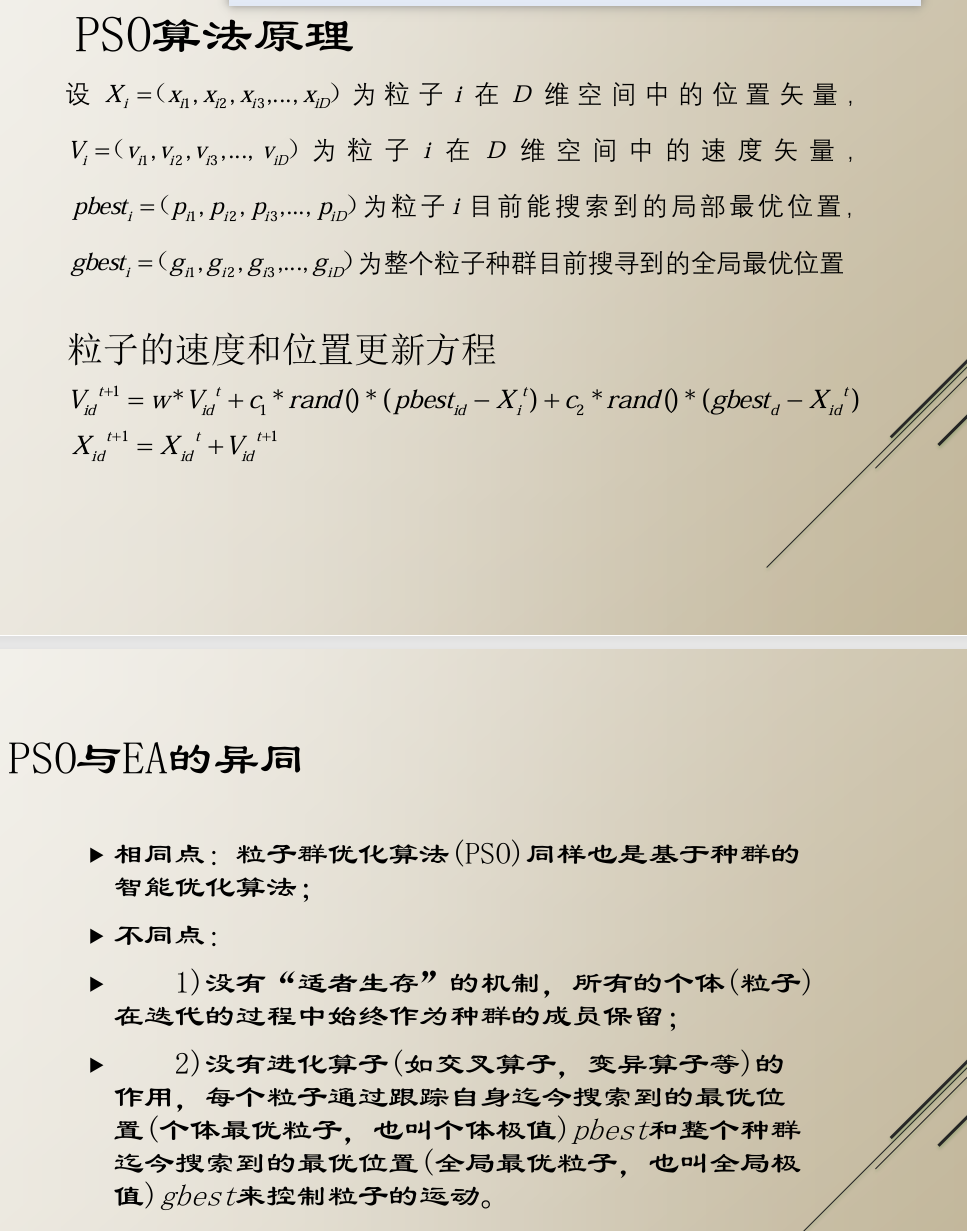 PSO算法原理
设 X_i =(x_i1, x_i2, x_i3,..., x_iD) 为粒子 i 在 D 维空间中的位置矢量,
V_i =(v_i1, v_i2, v_i3,..., v_iD) 为粒子 i 在 D 维空间中的速度矢量,
pbest_i =(p_i1, p_i2, p_i3,..., p_iD) 为粒子 i 目前能搜索到的局部最优位置,
gbest_i =(g_i1, g_i2, g_i3,..., g_iD) 为整个粒子种群目前搜寻到的全局最优位置
粒子的速度和位置更新方程
V_id^t+1 = w* V_id^t + c_1 * rand() * (pbest_id − X_i^t) + c_2 * rand() * (gbest_d − X_id^t)
X_id^t+1 = X_id^t + V_id^t+1
PSO与EA的异同
▶ 相同点：粒子群优化算法(PSO)同样也是基于种群的
智能优化算法；
▶ 不同点：
▶ 1)没有“适者生存”的机制，所有的个体(粒子)
在迭代的过程中始终作为种群的成员保留；
▶ 2)没有进化算子(如交叉算子，变异算子等)的
作用，每个粒子通过跟踪自身迄今搜索到的最优位
置(个体最优粒子，也叫个体极值)pbest和整个种群
迄今搜索到的最优位置(全局最优粒子，也叫全局极
值)gbest来控制粒子的运动。